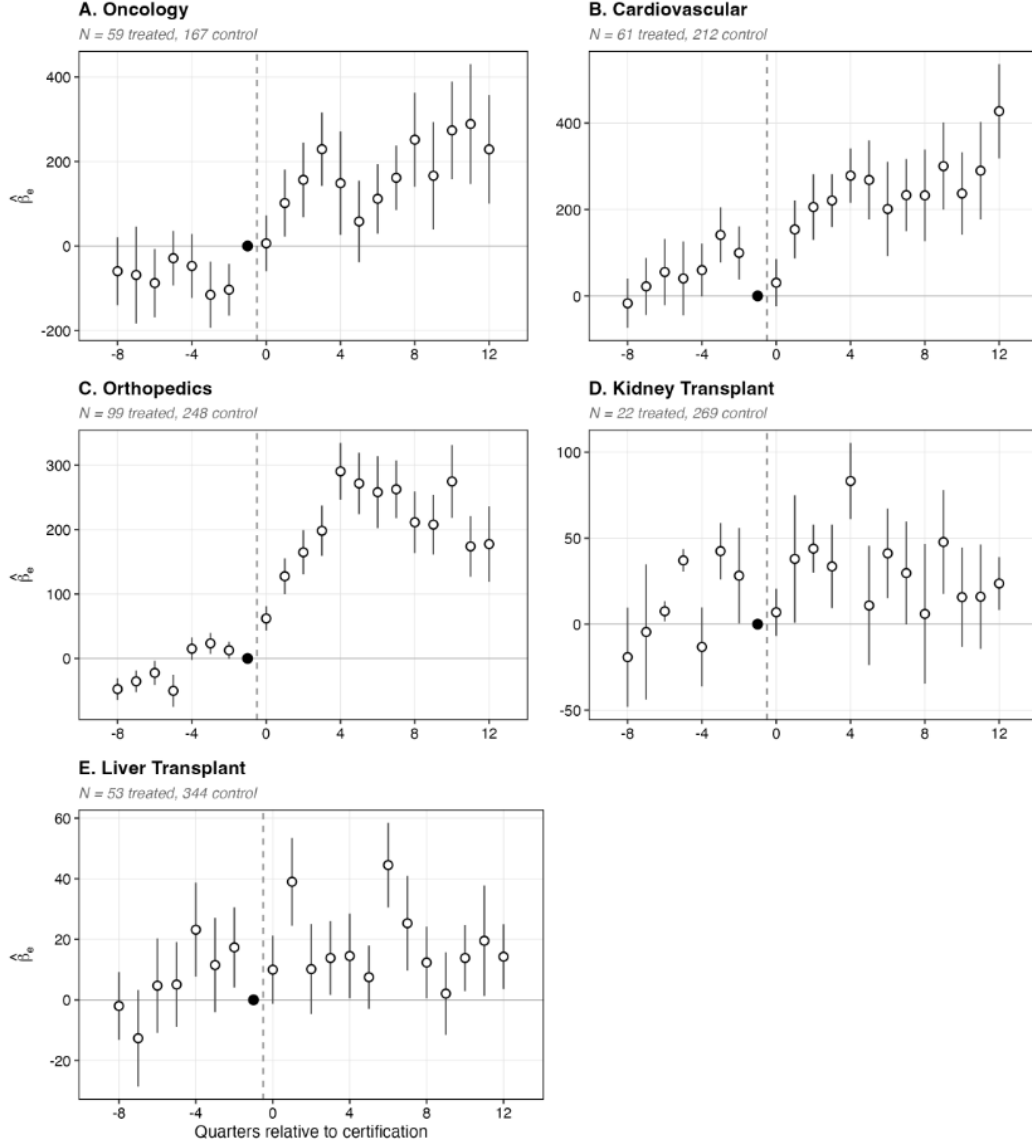 A. Oncology
N = 59 treated, 167 control
400
200
0
-200
β̂e
-8 -4 0 4 8 12
B. Cardiovascular
N = 61 treated, 212 control
400
200
0
-8 -4 0 4 8 12
C. Orthopedics
N = 99 treated, 248 control
300
200
100
0
β̂e
-8 -4 0 4 8 12
D. Kidney Transplant
N = 22 treated, 269 control
100
50
0
-50
-8 -4 0 4 8 12
E. Liver Transplant
N = 53 treated, 344 control
60
40
20
0
-20
β̂e
-8 -4 0 4 8 12
Quarters relative to certification